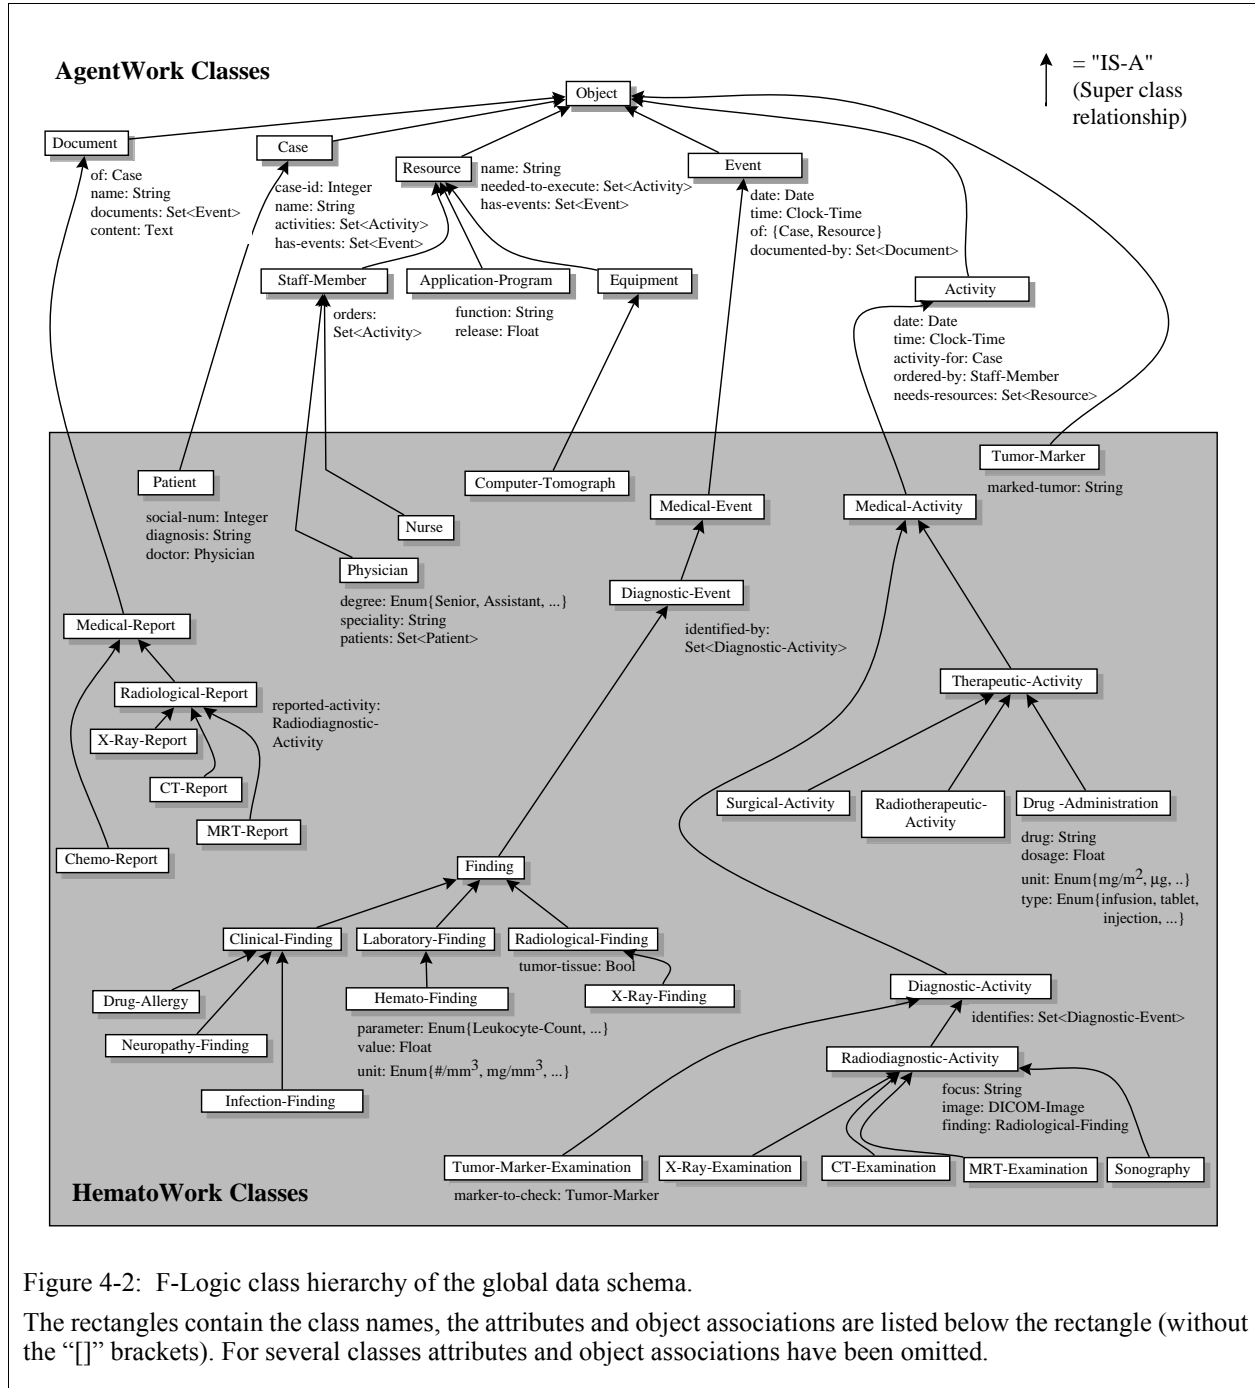 AgentWork Classes
= "IS-A"
(Super class
relationship)
Object
Document
of: Case
name: String
documents: Set<Event>
content: Text
Case
case-id: Integer
name: String
activities: Set<Activity>
has-events: Set<Event>
Resource
name: String
needed-to-execute: Set<Activity>
has-events: Set<Event>
Event
date: Date
time: Clock-Time
of: {Case, Resource}
documented-by: Set<Document>
Staff-Member
orders:
Set<Activity>
Application-Program
function: String
release: Float
Equipment
Activity
date: Date
time: Clock-Time
activity-for: Case
ordered-by: Staff-Member
needs-resources: Set<Resource>
Tumor-Marker
marked-tumor: String
Patient
social-num: Integer
diagnosis: String
doctor: Physician
Computer-Tomograph
Nurse
Medical-Event
Medical-Activity
Physician
degree: Enum{Senior, Assistant, ...}
speciality: String
patients: Set<Patient>
Diagnostic-Event
identified-by:
Set<Diagnostic-Activity>
Medical-Report
Radiological-Report
reported-activity:
Radiodiagnostic-
Activity
X-Ray-Report
CT-Report
MRT-Report
Chemo-Report
Therapeutic-Activity
Surgical-Activity
Radiotherapeutic-
Activity
Drug -Administration
drug: String
dosage: Float
unit: Enum{mg/m², µg, ..}
type: Enum{infusion, tablet,
injection, ...}
Finding
Clinical-Finding
Laboratory-Finding
Radiological-Finding
tumor-tissue: Bool
Drug-Allergy
Neuropathy-Finding
Infection-Finding
Hemato-Finding
parameter: Enum{Leukocyte-Count, ...}
value: Float
unit: Enum{#/mm³, mg/mm³, ...}
X-Ray-Finding
Diagnostic-Activity
identifies: Set<Diagnostic-Event>
Radiodiagnostic-Activity
focus: String
image: DICOM-Image
finding: Radiological-Finding
Tumor-Marker-Examination
marker-to-check: Tumor-Marker
X-Ray-Examination
CT-Examination
MRT-Examination
Sonography
HematoWork Classes
Figure 4-2: F-Logic class hierarchy of the global data schema.
The rectangles contain the class names, the attributes and object associations are listed below the rectangle (without
the “[]” brackets). For several classes attributes and object associations have been omitted.